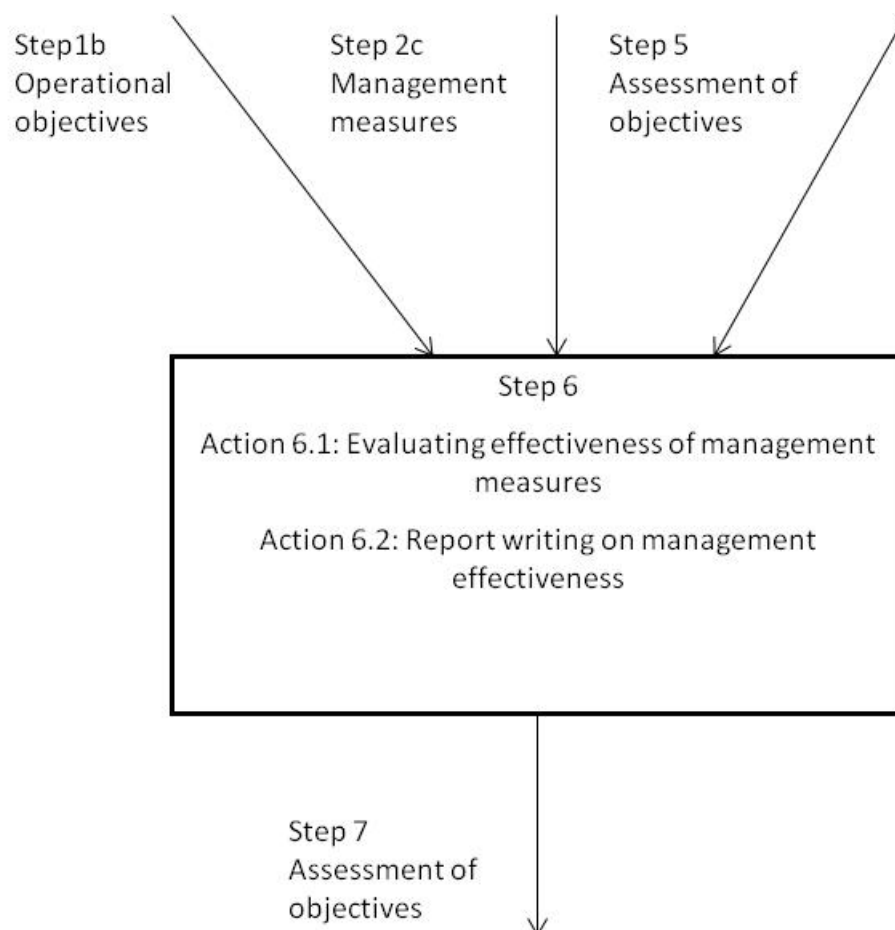 Step1b
Operational
objectives
Step 2c
Management
measures
Step 5
Assessment of
objectives
Step 6
Action 6.1: Evaluating effectiveness of management
measures
Action 6.2: Report writing on management
effectiveness
Step 7
Assessment of
objectives